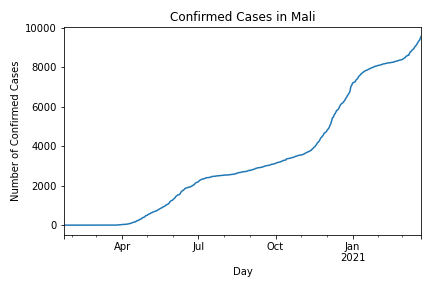 Confirmed Cases in Mali
10000
8000
6000
4000
2000
0
Number of Confirmed Cases
Apr
Jul
Oct
Jan
2021
Day